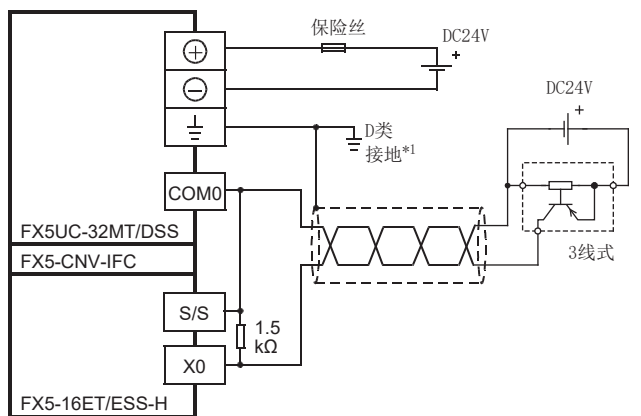 保险丝
DC24V
+
DC24V
+
D类
接地*1
COM0
FX5UC-32MT/DSS
FX5-CNV-IFC
3线式
S/S
1.5
kΩ
X0
FX5-16ET/ESS-H